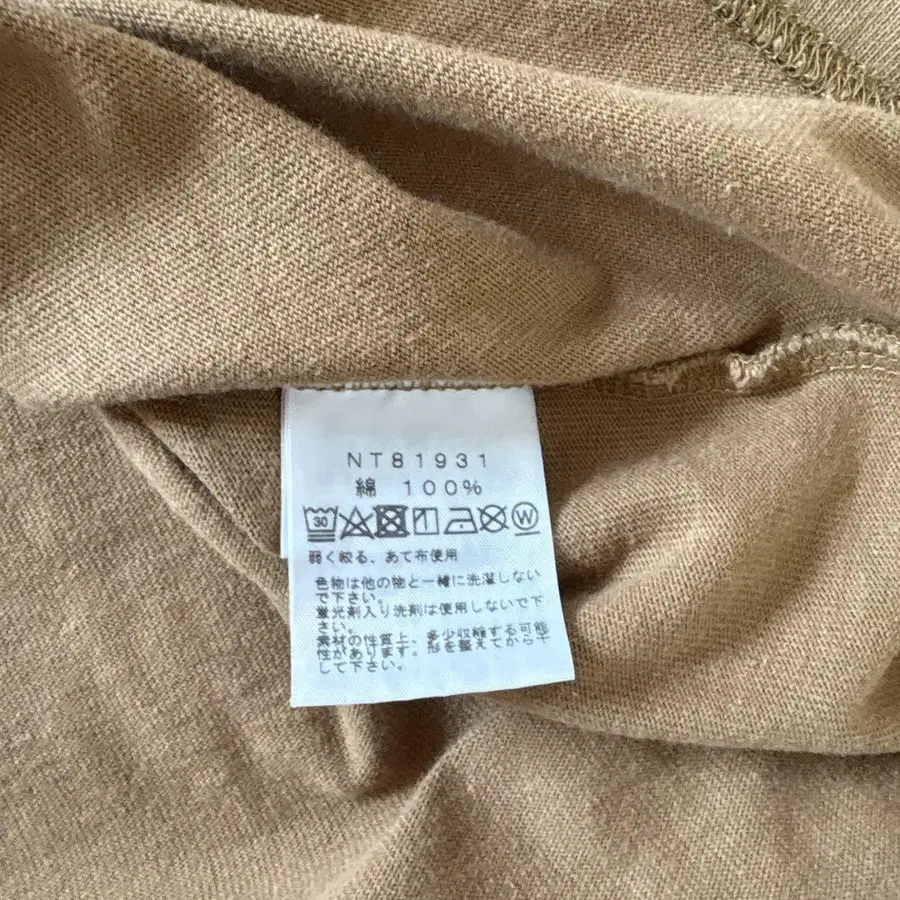 NT81931
綿 100%
30 W
弱く絞る、あて布使用
色物は他の物と一緒に洗濯しない
で下さい。
蛍光剤入り洗剤は使用しないで下
さい。
素材の性質上、多少収縮する可能
性があります。形を整えてから干
して下さい。